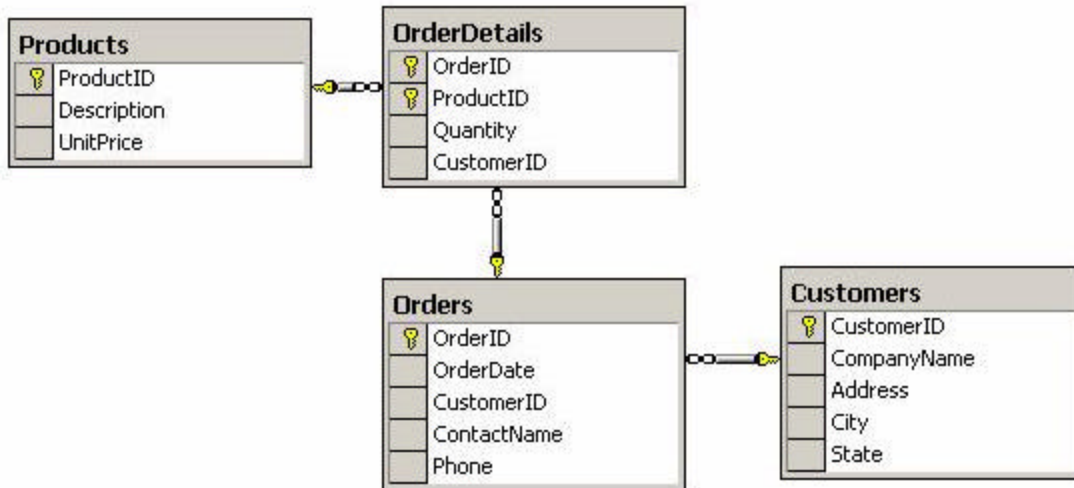 Products
ProductID
Description
UnitPrice
OrderDetails
OrderID
ProductID
Quantity
CustomerID
Orders
OrderID
OrderDate
CustomerID
ContactName
Phone
Customers
CustomerID
CompanyName
Address
City
State